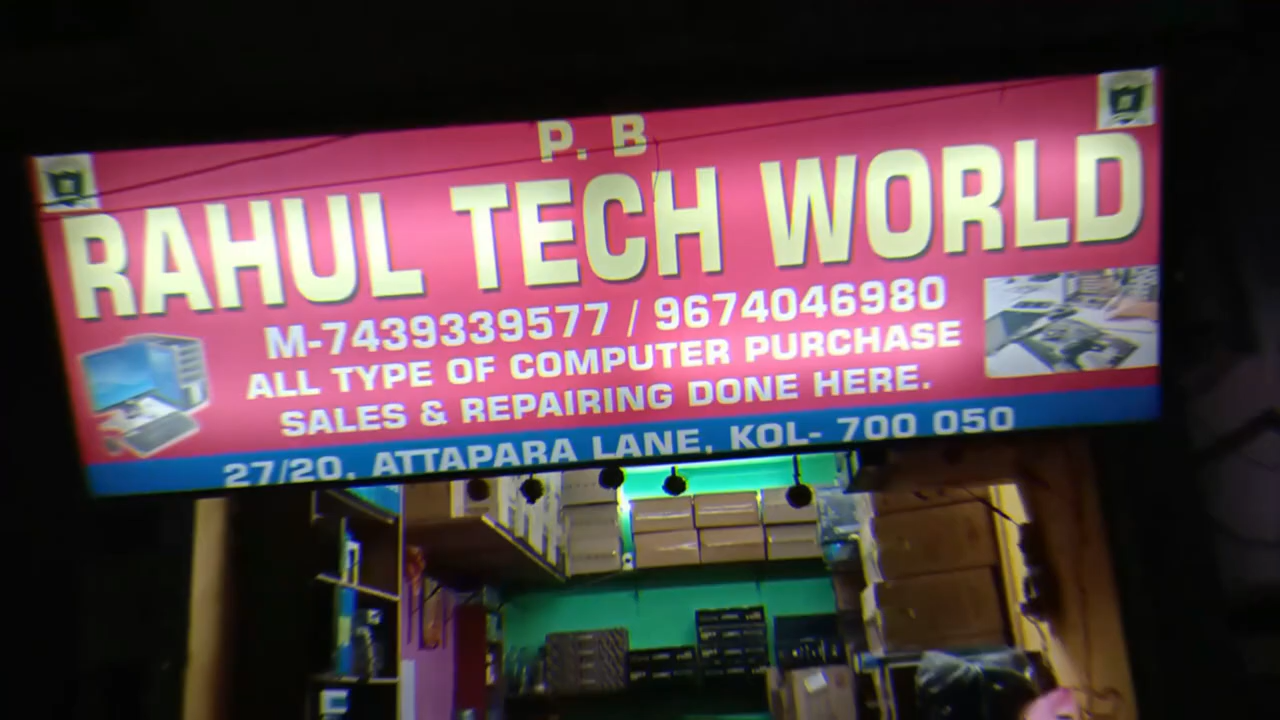 P. B
RAHUL TECH WORLD
M-7439339577 / 9674046980
ALL TYPE OF COMPUTER PURCHASE
SALES & REPAIRING DONE HERE.
27/20, ATTAPARA LANE, KOL- 700 050